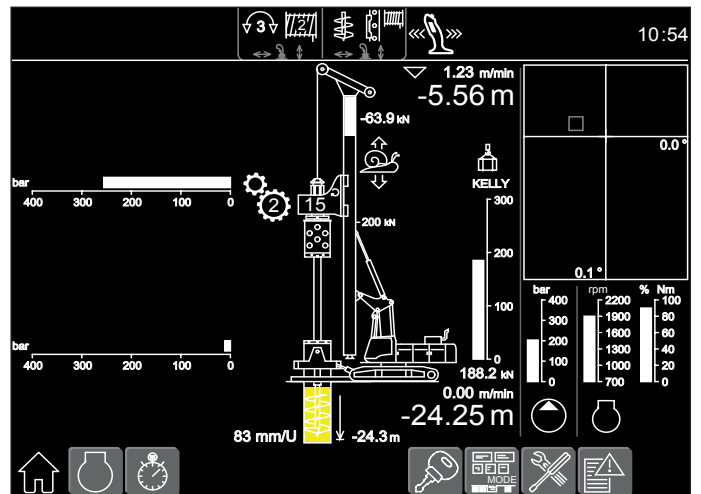 3 2 10:54
1.23 m/min
-5.56 m
-63.9 kN
0.0 °
bar
400 300 200 100 0
2 15
KELLY
300
-200 kN
200
100
0
0.1 °
bar
400
300
200
100
0
rpm
2200
1900
1600
1300
1000
700
% Nm
100
80
60
40
20
0
bar
400 300 200 100 0
188.2 kN
0.00 m/min
-24.25 m
83 mm/U -24.3 m
MODE